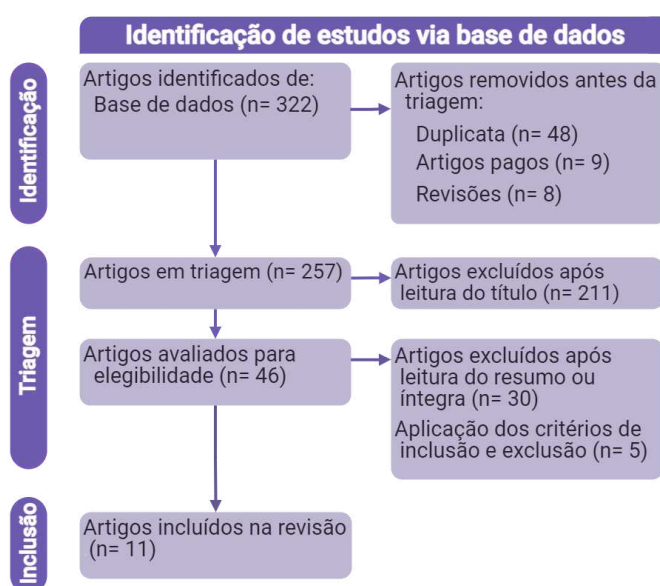 Identificação de estudos via base de dados
Identificação
Artigos identificados de:
Base de dados (n= 322)
Artigos removidos antes da
triagem:
Duplicata (n= 48)
Artigos pagos (n= 9)
Revisões (n= 8)
Triagem
Artigos em triagem (n= 257)
Artigos excluídos após
leitura do título (n= 211)
Artigos avaliados para
elegibilidade (n= 46)
Artigos excluídos após
leitura do resumo ou
íntegra (n= 30)
Aplicação dos critérios de
inclusão e exclusão (n= 5)
Inclusão
Artigos incluídos na revisão
(n= 11)